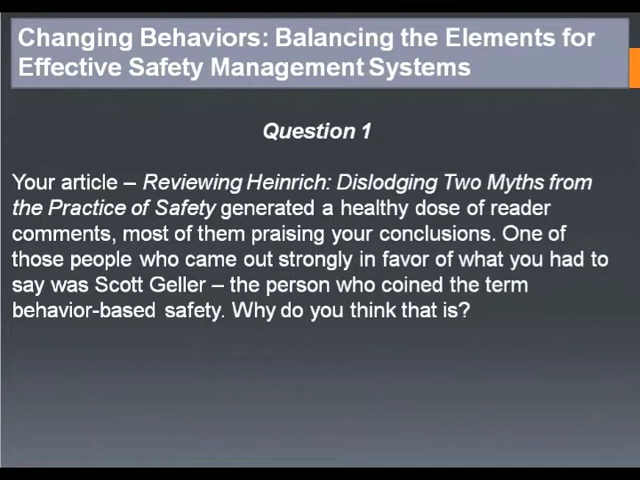 Changing Behaviors: Balancing the Elements for
Effective Safety Management Systems
Question 1
Your article – Reviewing Heinrich: Dislodging Two Myths from
the Practice of Safety generated a healthy dose of reader
comments, most of them praising your conclusions. One of
those people who came out strongly in favor of what you had to
say was Scott Geller – the person who coined the term
behavior-based safety. Why do you think that is?